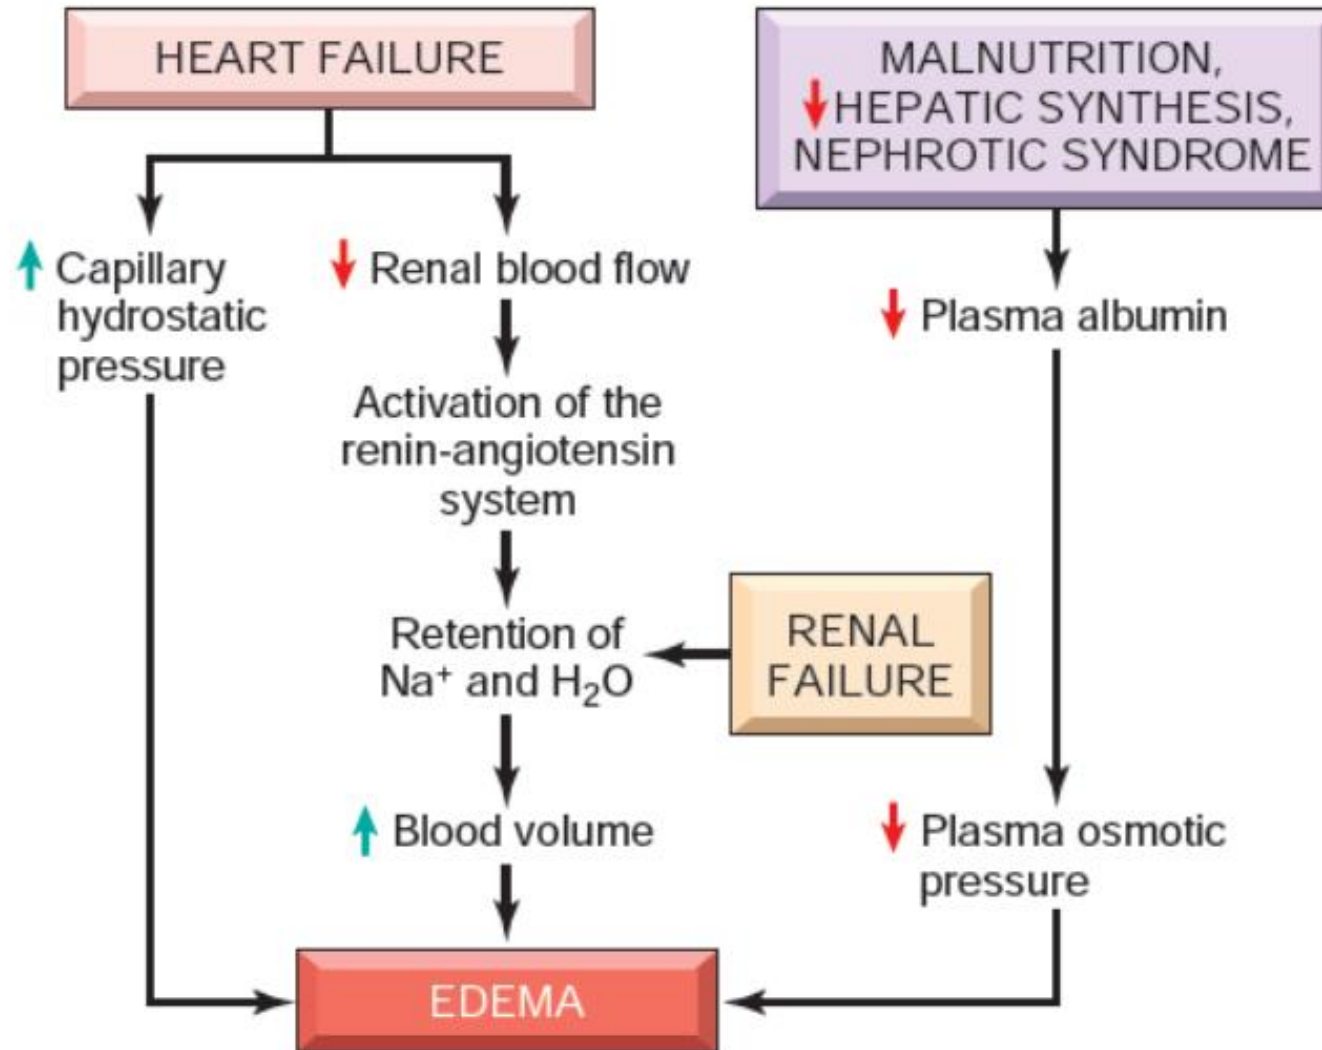 HEART FAILURE
MALNUTRITION,
↓HEPATIC SYNTHESIS,
NEPHROTIC SYNDROME
↑ Capillary
hydrostatic
pressure
↓ Renal blood flow
↓ Plasma albumin
Activation of the
renin-angiotensin
system
Retention of
Na⁺ and H₂O
RENAL
FAILURE
↑ Blood volume
↓ Plasma osmotic
pressure
EDEMA